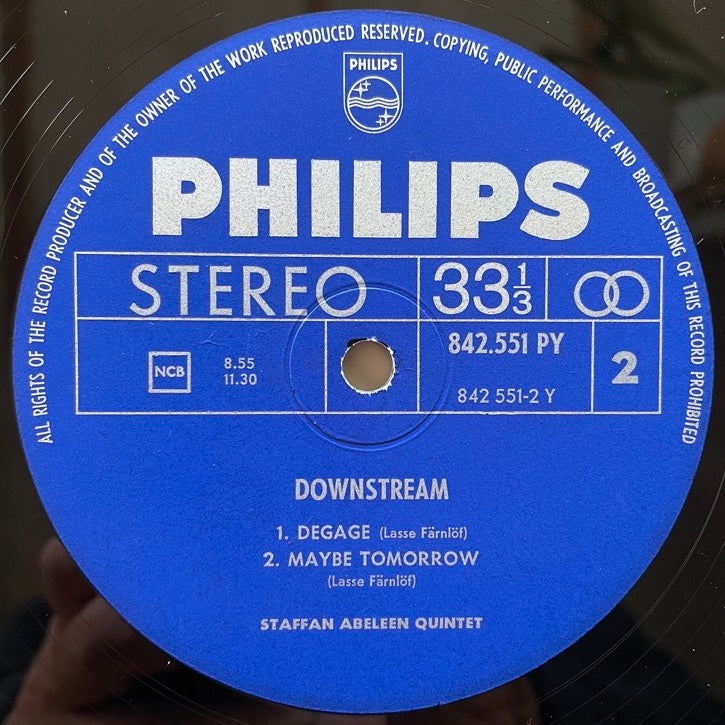 ALL RIGHTS OF THE RECORD PRODUCER AND OF THE OWNER OF THE WORK REPRODUCED RESERVED. COPYING, PUBLIC PERFORMANCE AND BROADCASTING OF THIS RECORD PROHIBITED
PHILIPS
PHILIPS
STEREO 33 1/3
NCB 8.55 842.551 PY 2
11.30 842 551-2 Y
DOWNSTREAM
1. DEGAGE (Lasse Färnlöf)
2. MAYBE TOMORROW
(Lasse Färnlöf)
STAFFAN ABELEEN QUINTET